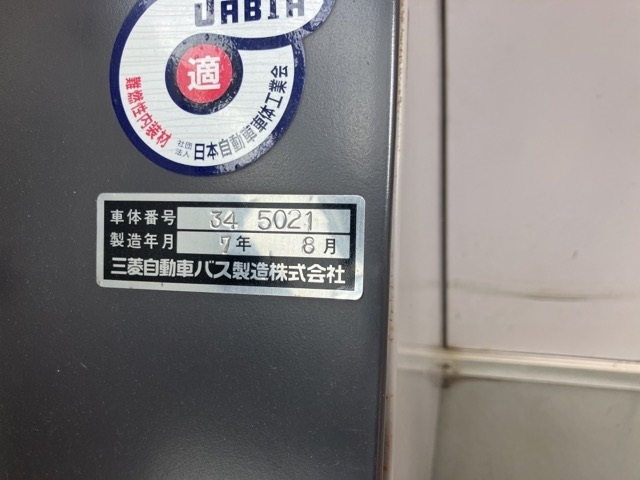 JABIA
適
難燃性内装材
社団法人 日本自動車車体工業会
車体番号 34 5021
製造年月 7年 8月
三菱自動車バス製造株式会社